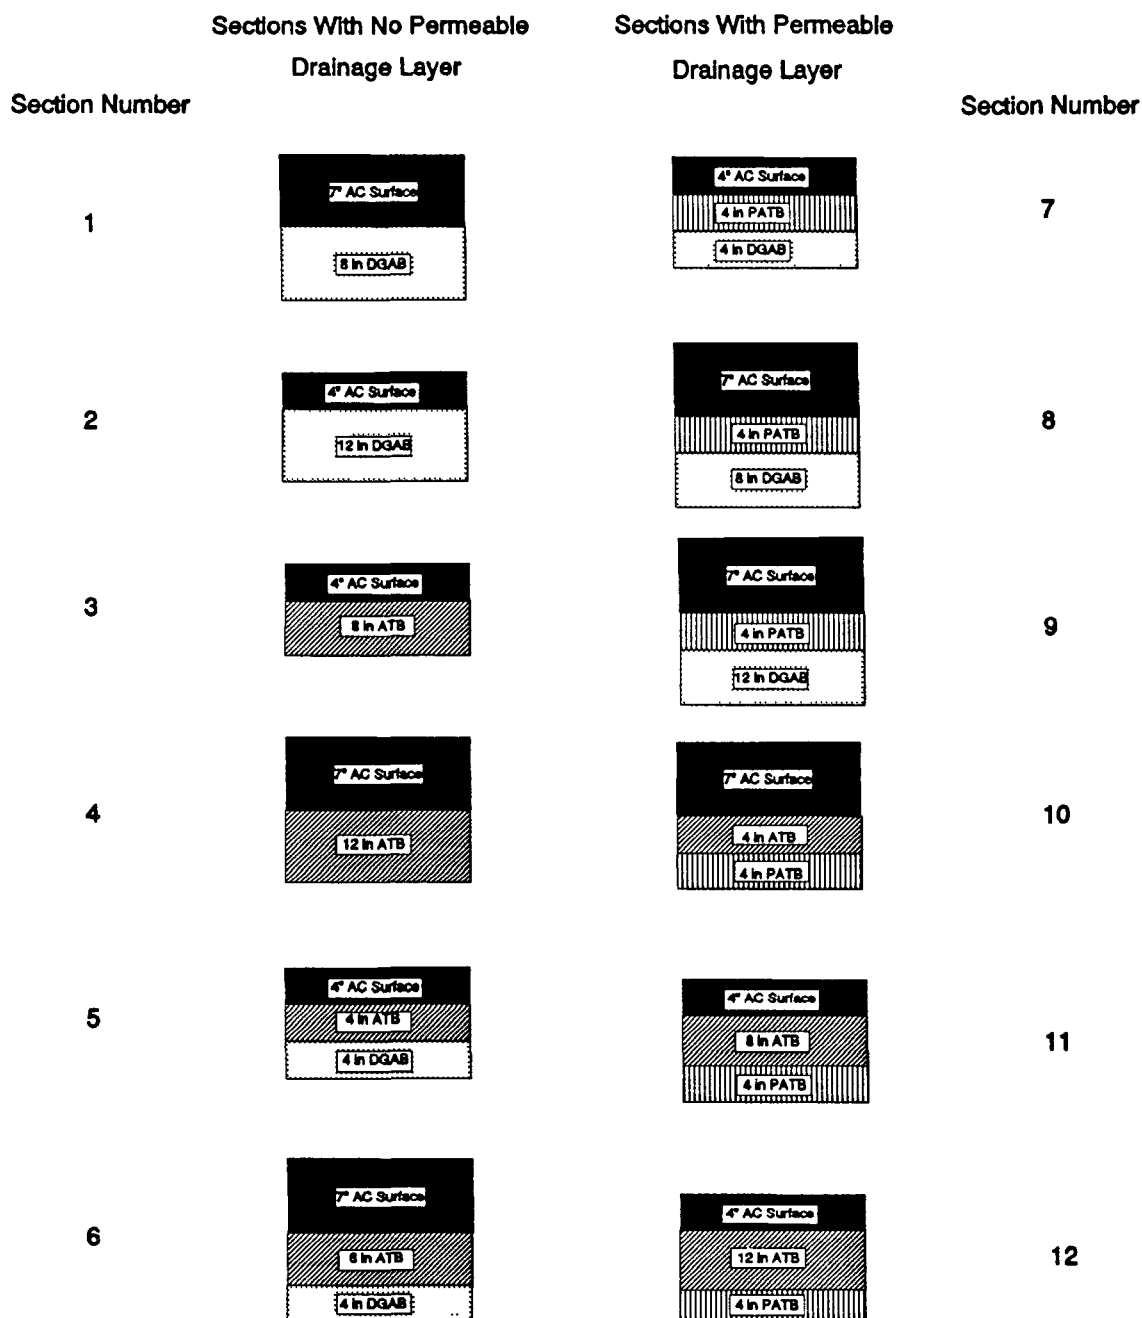 Sections With No Permeable
Drainage Layer
Sections With Permeable
Drainage Layer
Section Number
Section Number
1
7" AC Surface
8 in DGAB
4" AC Surface
4 in PATB
4 in DGAB
7
2
4" AC Surface
12 in DGAB
7" AC Surface
4 in PATB
8 in DGAB
8
3
4" AC Surface
8 in ATB
7" AC Surface
4 in PATB
12 in DGAB
9
4
7" AC Surface
12 in ATB
7" AC Surface
4 in ATB
4 in PATB
10
5
4" AC Surface
4 in ATB
4 in DGAB
4" AC Surface
8 in ATB
4 in PATB
11
6
7" AC Surface
in ATB
4 in DGAB
4" AC Surface
12 in ATB
4 in PATB
12